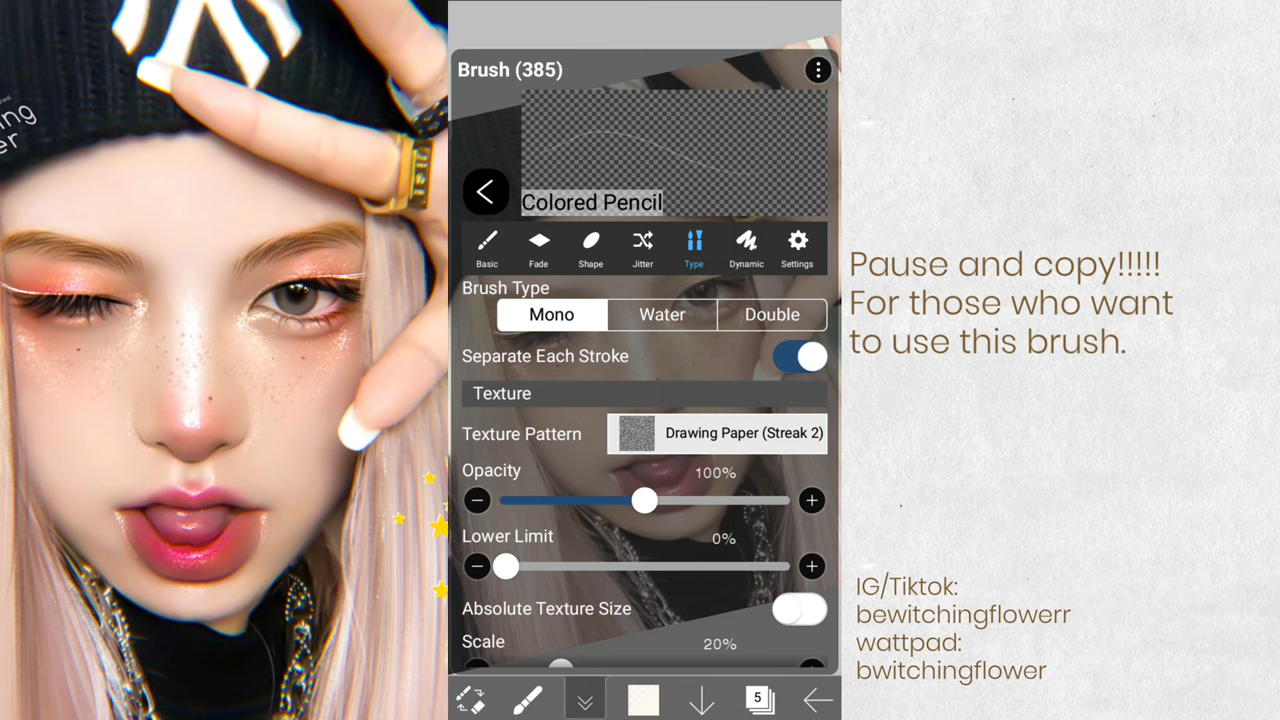 ing
er
Brush (385)
Colored Pencil
Basic Fade Shape Jitter Type Dynamic Settings
Brush Type
Mono Water Double
Separate Each Stroke
Texture
Texture Pattern Drawing Paper (Streak 2)
Opacity 100%
Lower Limit 0%
Absolute Texture Size
Scale 20%
5
Pause and copy!!!!!
For those who want
to use this brush.
IG/Tiktok:
bewitchingflowerr
wattpad:
bwitchingflower